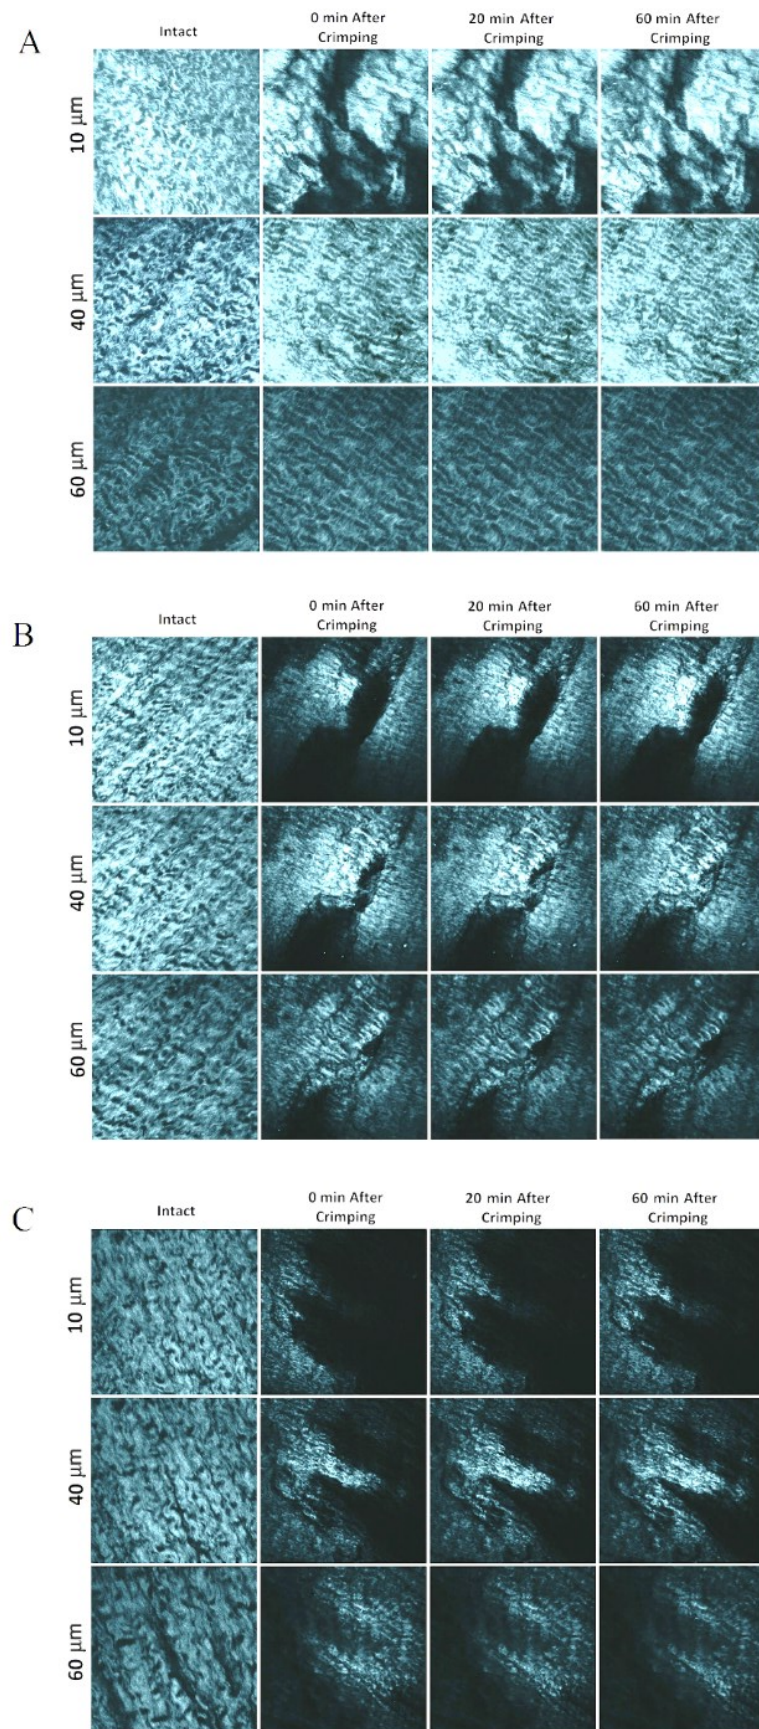 A
Intact
0 min After
Crimping
20 min After
Crimping
60 min After
Crimping
10 μm
40 μm
60 μm
B
Intact
0 min After
Crimping
20 min After
Crimping
60 min After
Crimping
10 μm
40 μm
60 μm
C
Intact
0 min After
Crimping
20 min After
Crimping
60 min After
Crimping
10 μm
40 μm
60 μm